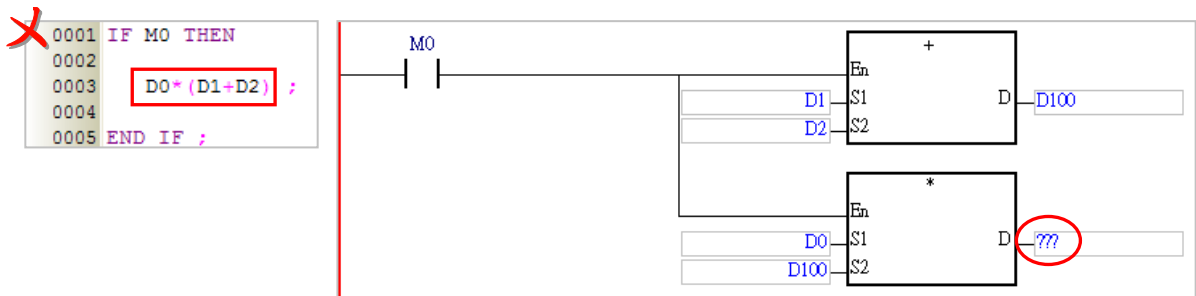 0001 IF M0 THEN
0002
0003 D0*(D1+D2) ;
0004
0005 END IF ;
M0
+
En
D1 S1 D D100
D2 S2
*
En
D0 S1 D ???
D100 S2